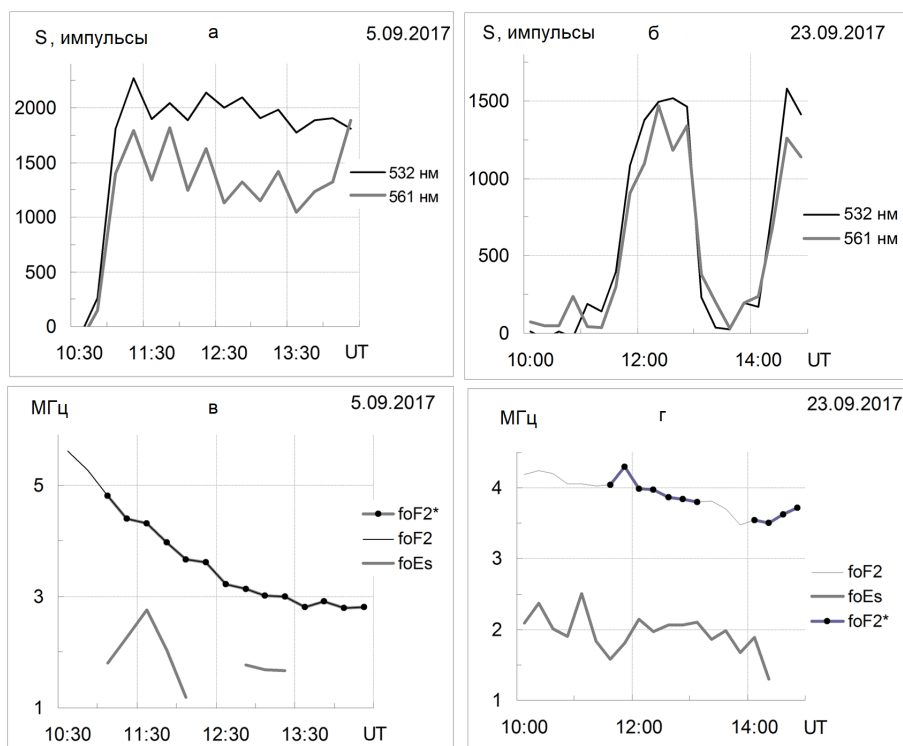 S, импульсы а 5.09.2017
2000
1500
1000
500
0
532 нм
561 нм
10:30 11:30 12:30 13:30 UT
S, импульсы б 23.09.2017
1500
1000
500
0
532 нм
561 нм
10:00 12:00 14:00 UT
МГц в 5.09.2017
5
3
1
foF2*
foF2
foEs
10:30 11:30 12:30 13:30 UT
МГц г 23.09.2017
4
3
2
1
foF2
foEs
foF2*
10:00 12:00 14:00 UT